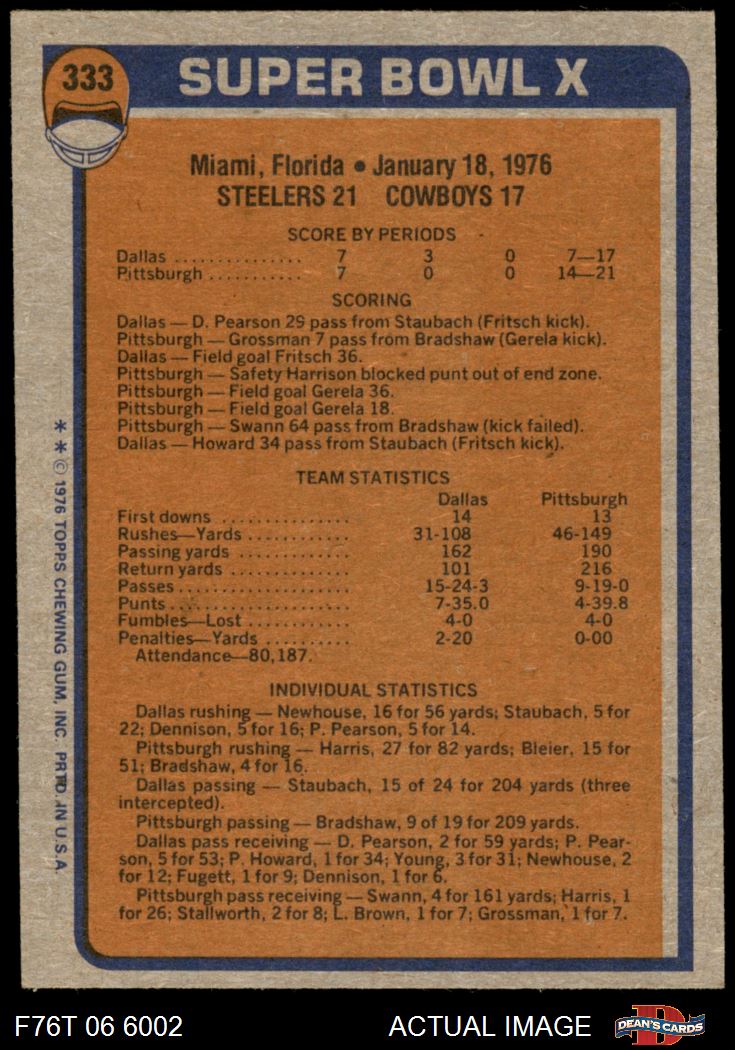 333
SUPER BOWL X
Miami, Florida • January 18, 1976
STEELERS 21 COWBOYS 17
SCORE BY PERIODS
Dallas ............... 7 3 0 7—17
Pittsburgh ........... 7 0 0 14—21
SCORING
Dallas — D. Pearson 29 pass from Staubach (Fritsch kick).
Pittsburgh — Grossman 7 pass from Bradshaw (Gerela kick).
Dallas — Field goal Fritsch 36.
Pittsburgh — Safety Harrison blocked punt out of end zone.
Pittsburgh — Field goal Gerela 36.
Pittsburgh — Field goal Gerela 18.
Pittsburgh — Swann 64 pass from Bradshaw (kick failed).
Dallas — Howard 34 pass from Staubach (Fritsch kick).
TEAM STATISTICS
Dallas Pittsburgh
First downs ............... 14 13
Rushes—Yards ............ 31-108 46-149
Passing yards ............. 162 190
Return yards .............. 101 216
Passes .................... 15-24-3 9-19-0
Punts ..................... 7-35.0 4-39.8
Fumbles—Lost ............ 4-0 4-0
Penalties—Yards .......... 2-20 0-00
Attendance—80,187.
INDIVIDUAL STATISTICS
Dallas rushing — Newhouse, 16 for 56 yards; Staubach, 5 for
22; Dennison, 5 for 16; P. Pearson, 5 for 14.
Pittsburgh rushing — Harris, 27 for 82 yards; Bleier, 15 for
51; Bradshaw, 4 for 16.
Dallas passing — Staubach, 15 of 24 for 204 yards (three
intercepted).
Pittsburgh passing — Bradshaw, 9 of 19 for 209 yards.
Dallas pass receiving — D. Pearson, 2 for 59 yards; P. Pear-
son, 5 for 53; P. Howard, 1 for 34; Young, 3 for 31; Newhouse, 2
for 12; Fugett, 1 for 9; Dennison, 1 for 6.
Pittsburgh pass receiving — Swann, 4 for 161 yards; Harris, 1
for 26; Stallworth, 2 for 8; L. Brown, 1 for 7; Grossman, 1 for 7.
* * © 1976 TOPPS CHEWING GUM, INC. PRTD. IN U.S.A.
F76T 06 6002 ACTUAL IMAGE
D
DEAN'S CARDS